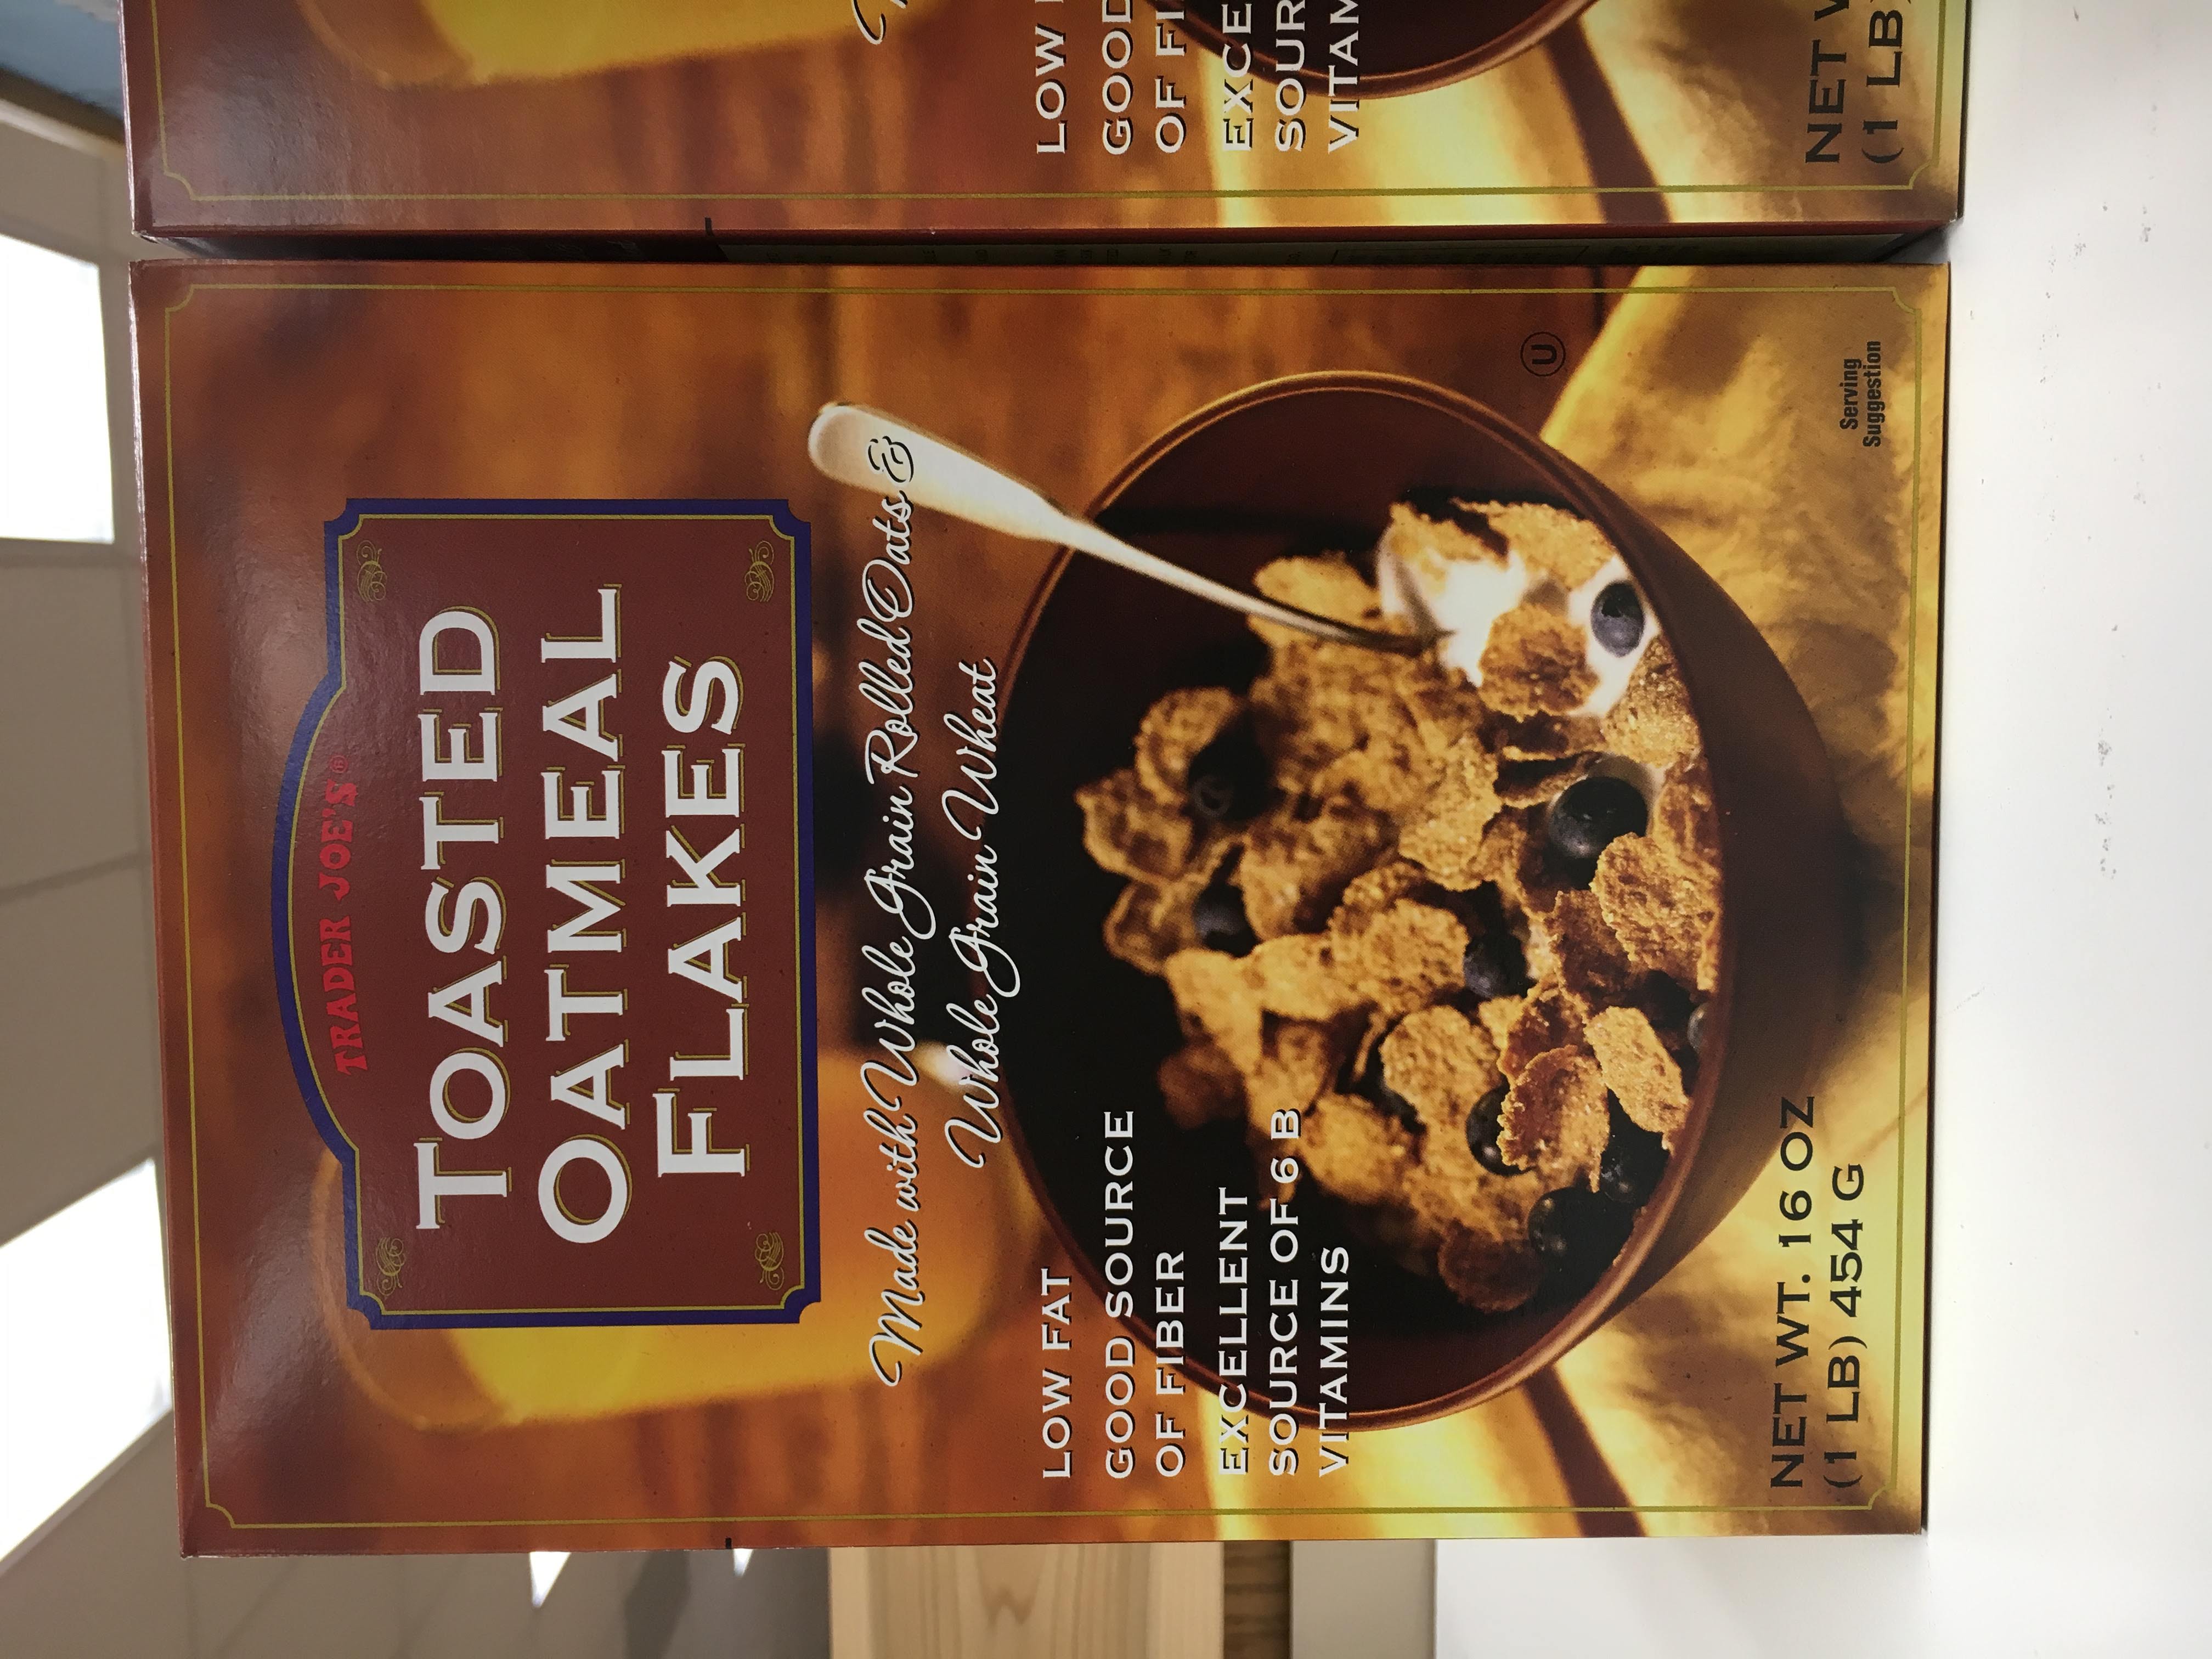 TRADER JOE'S®
TOASTED
OATMEAL
FLAKES
Made with Whole Grain Rolled Oats &
Whole Grain Wheat
LOW FAT
GOOD SOURCE
OF FIBER
EXCELLENT
SOURCE OF 6 B
VITAMINS
U
NET WT. 16 OZ
(1 LB) 454 G
Serving
Suggestion
LOW
GOOD
OF FI
EXCE
SOUR
VITAM
NET
(1 LB)